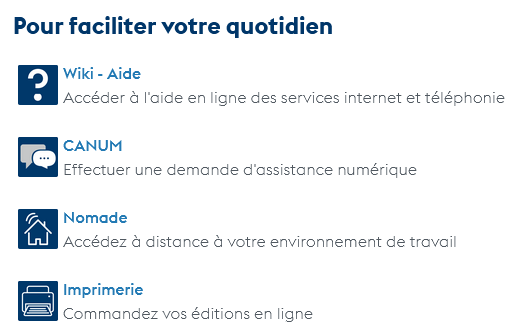 Pour faciliter votre quotidien
Wiki - Aide
Accéder à l'aide en ligne des services internet et téléphonie
CANUM
Effectuer une demande d'assistance numérique
Nomade
Accédez à distance à votre environnement de travail
Imprimerie
Commandez vos éditions en ligne